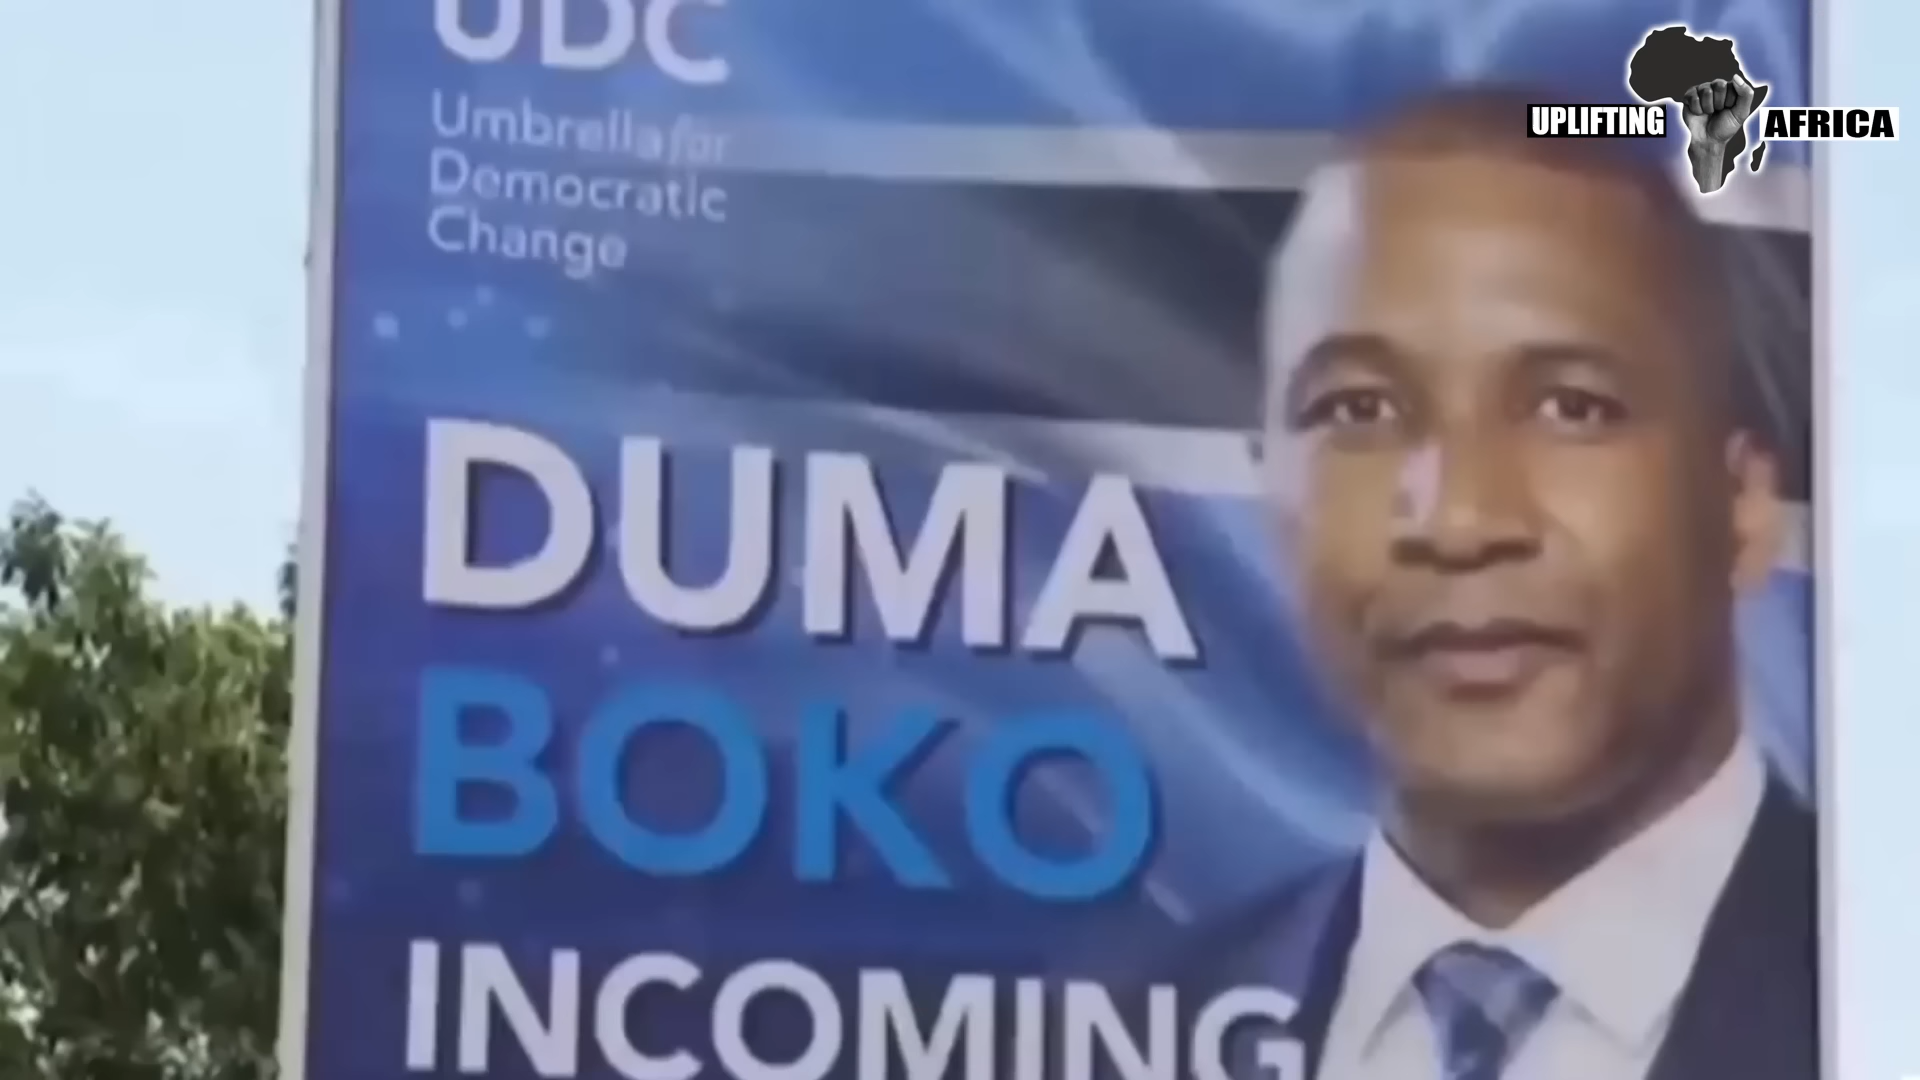 UDC
Umbrella for
Democratic
Change
DUMA
BOKO
INCOMING
UPLIFTING AFRICA